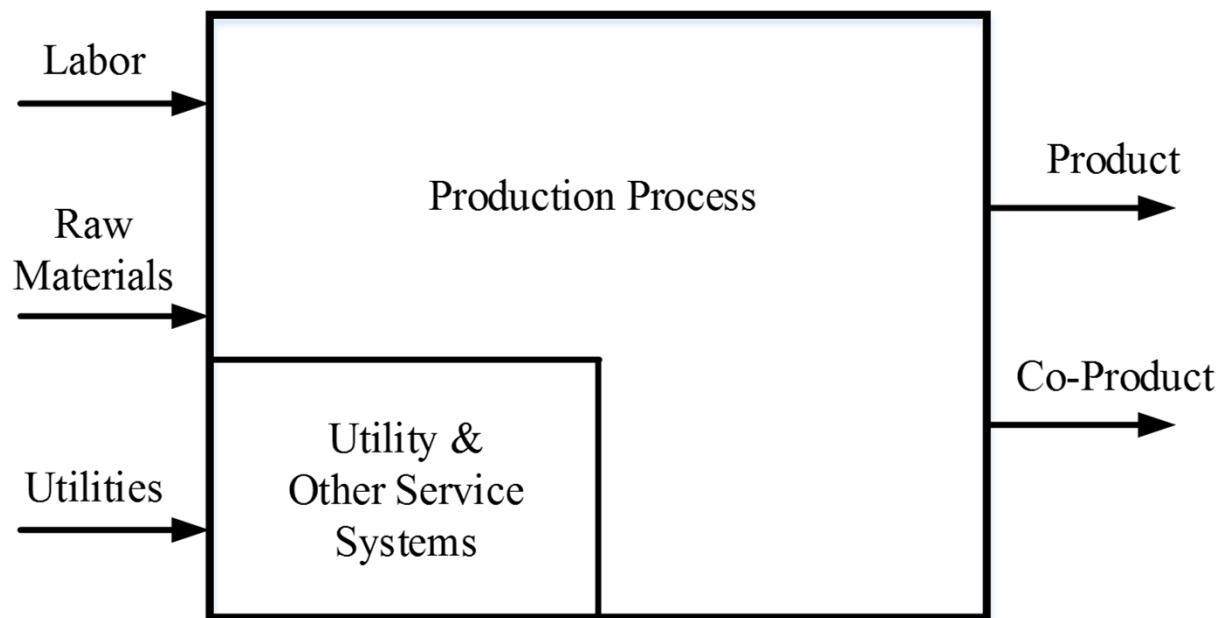 Labor
Production Process
Product
Raw
Materials
Co-Product
Utilities
Utility &
Other Service
Systems